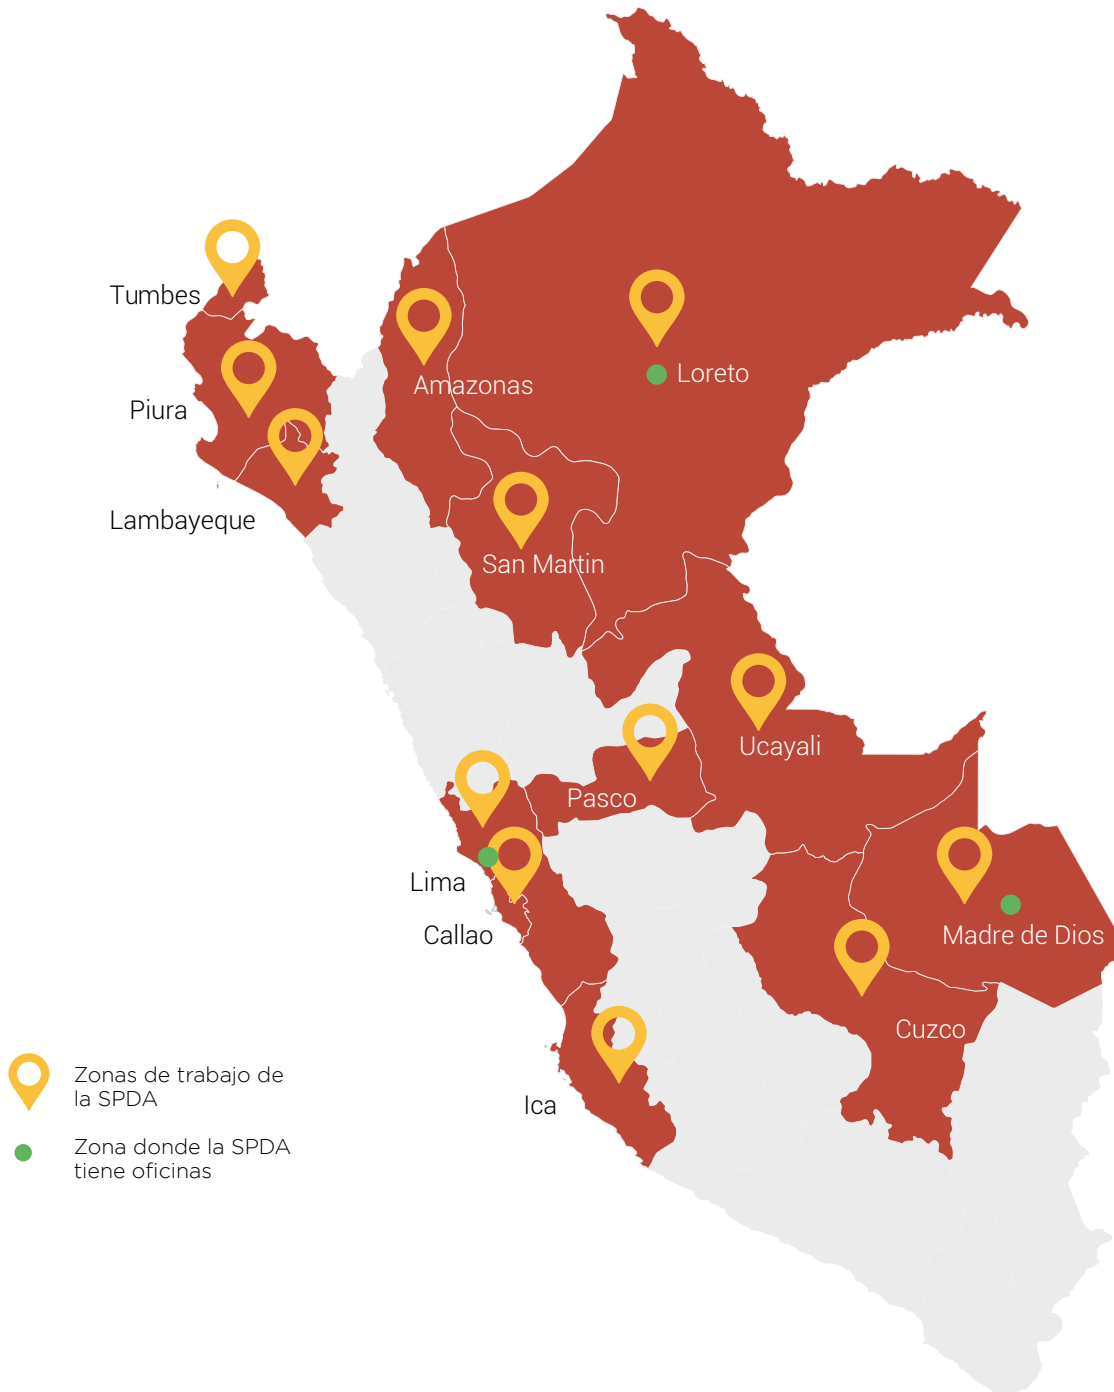 Tumbes
Amazonas
Loreto
Piura
Lambayeque
San Martin
Ucayali
Pasco
Lima
Callao
Madre de Dios
Cuzco
Ica
Zonas de trabajo de
la SPDA
Zona donde la SPDA
tiene oficinas